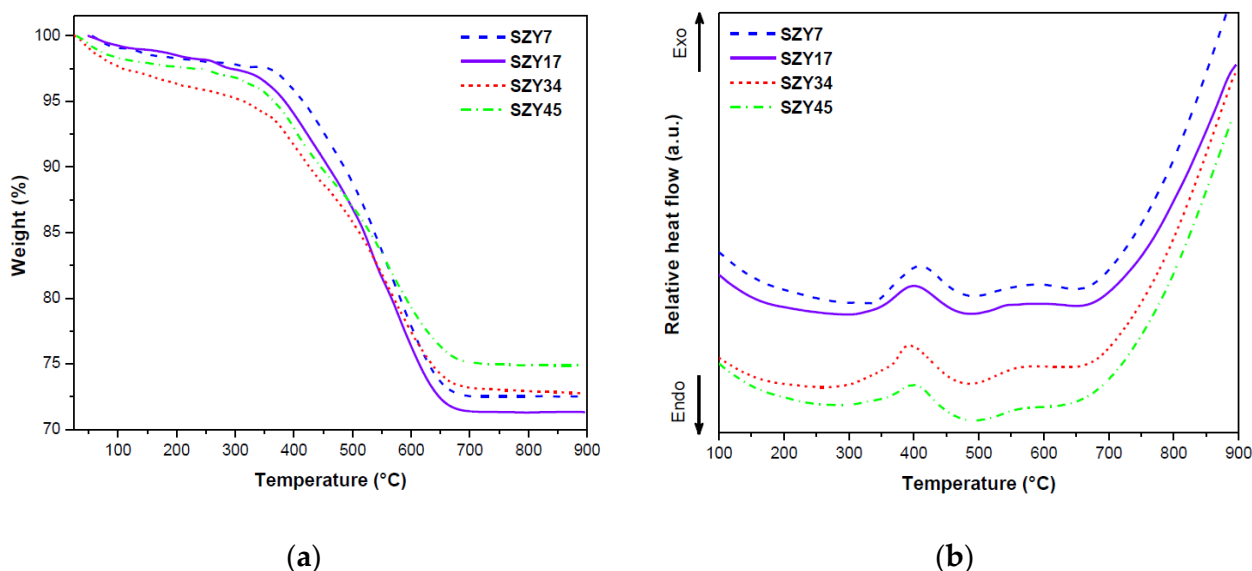 100
95
90
85
80
75
70
Weight (%)
100 200 300 400 500 600 700 800 900
Temperature (°C)
SZY7
SZY17
SZY34
SZY45
(a)
Exo
Endo
Relative heat flow (a.u.)
SZY7
SZY17
SZY34
SZY45
100 200 300 400 500 600 700 800 900
Temperature (°C)
(b)